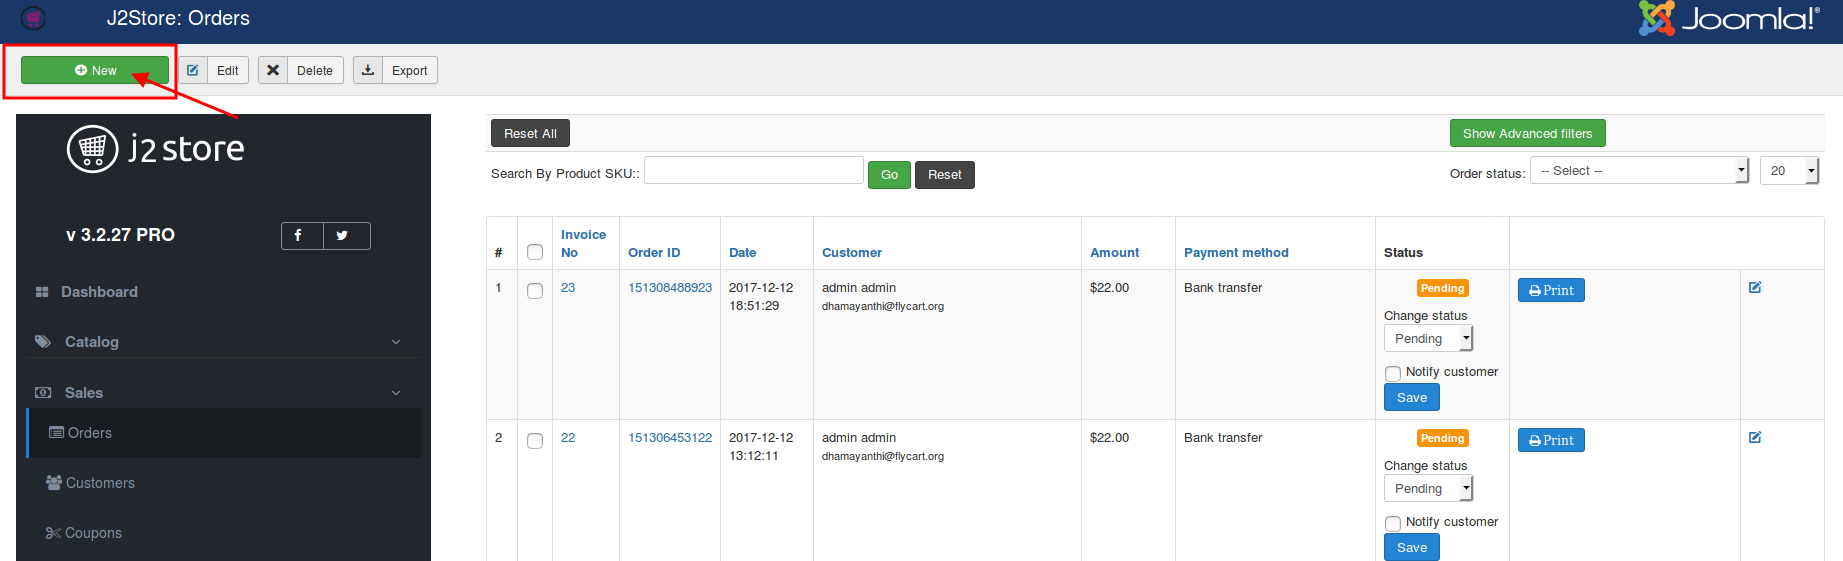 J2Store: Orders
Joomla!®
New
Edit
Delete
Export
j2store
v 3.2.27 PRO
Dashboard
Catalog
Sales
Orders
Customers
Coupons
Reset All
Show Advanced filters
Search By Product SKU::
Go
Reset
Order status:
-- Select --
20
# Invoice No Order ID Date Customer Amount Payment method Status
1 23 151308488923 2017-12-12 18:51:29 admin admin $22.00 Bank transfer Pending Print
dhamayanthi@flycart.org
Change status
Pending
Notify customer
Save
2 22 151306453122 2017-12-12 13:12:11 admin admin $22.00 Bank transfer Pending Print
dhamayanthi@flycart.org
Change status
Pending
Notify customer
Save